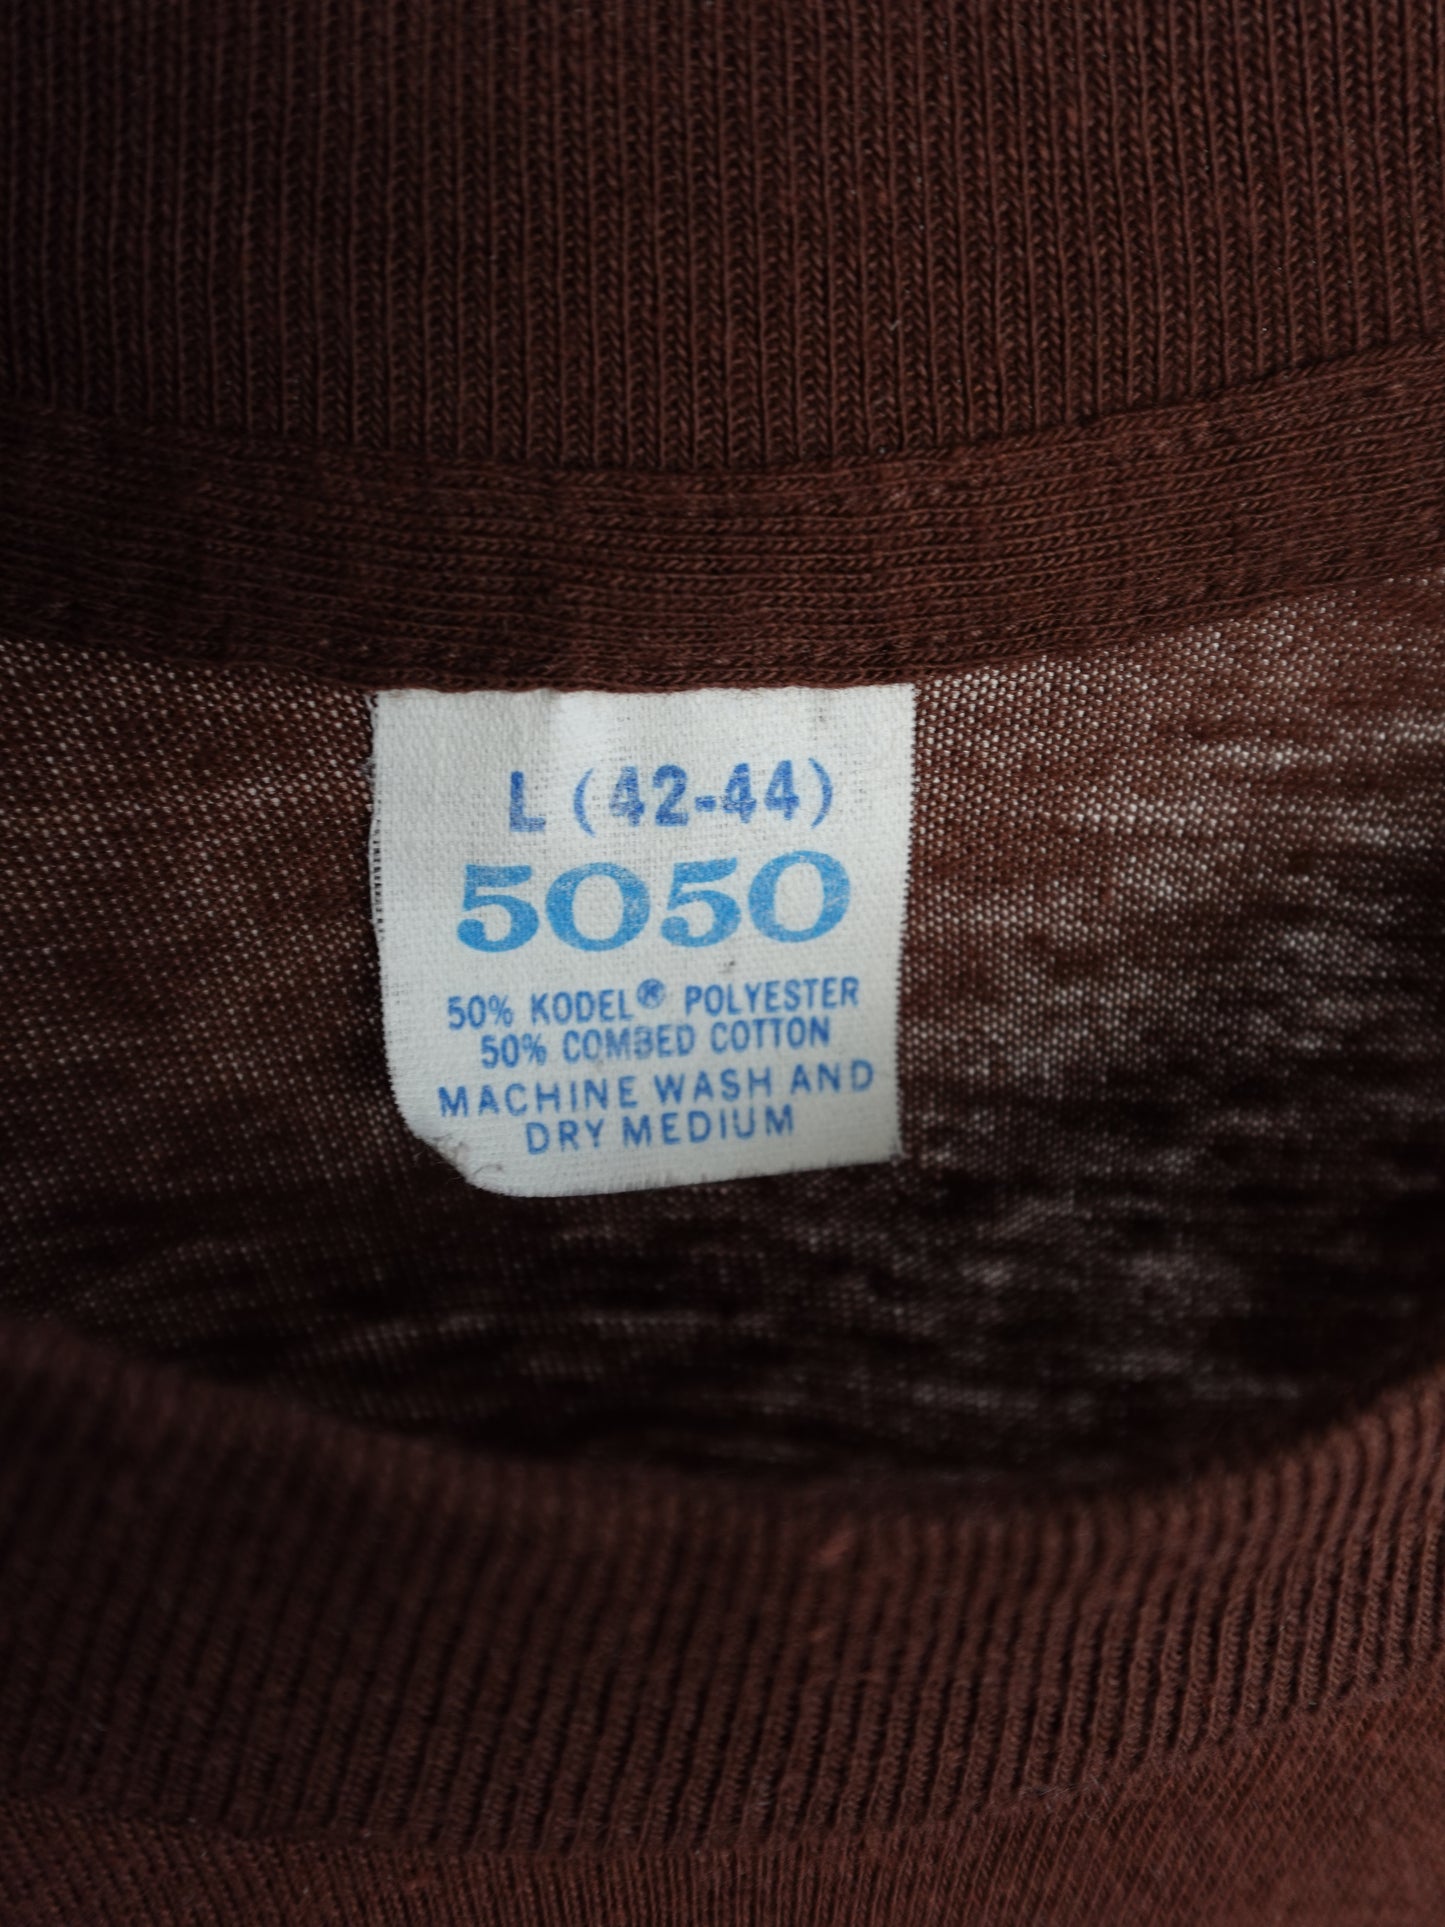 L (42-44)
5050
50% KODEL® POLYESTER
50% COMBED COTTON
MACHINE WASH AND
DRY MEDIUM